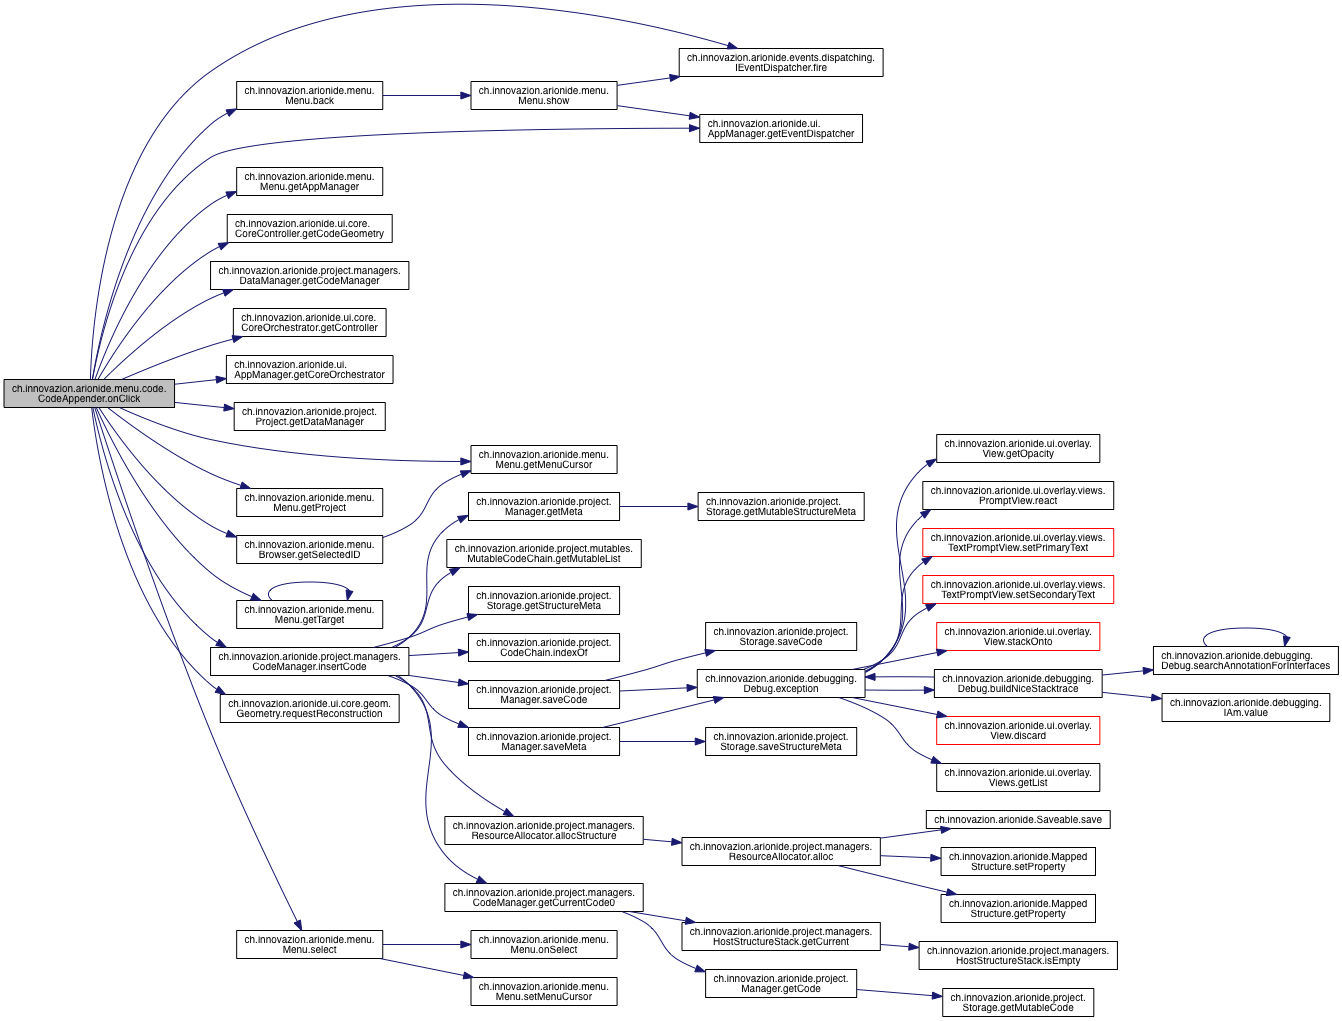 ch.innovazion.arionide.menu.code.
CodeAppender.onClick
ch.innovazion.arionide.menu.
Menu.back
ch.innovazion.arionide.menu.
Menu.getAppManager
ch.innovazion.arionide.ui.core.
CoreController.getCodeGeometry
ch.innovazion.arionide.project.managers.
DataManager.getCodeManager
ch.innovazion.arionide.ui.core.
CoreOrchestrator.getController
ch.innovazion.arionide.ui.
AppManager.getCoreOrchestrator
ch.innovazion.arionide.project.
Project.getDataManager
ch.innovazion.arionide.menu.
Menu.getProject
ch.innovazion.arionide.menu.
Browser.getSelectedID
ch.innovazion.arionide.menu.
Menu.getTarget
ch.innovazion.arionide.project.managers.
CodeManager.insertCode
ch.innovazion.arionide.ui.core.geom.
Geometry.requestReconstruction
ch.innovazion.arionide.menu.
Menu.select
ch.innovazion.arionide.menu.
Menu.show
ch.innovazion.arionide.menu.
Menu.getMenuCursor
ch.innovazion.arionide.project.
Manager.getMeta
ch.innovazion.arionide.project.mutables.
MutableCodeChain.getMutableList
ch.innovazion.arionide.project.
Storage.getStructureMeta
ch.innovazion.arionide.project.
CodeChain.indexOf
ch.innovazion.arionide.project.
Manager.saveCode
ch.innovazion.arionide.project.
Manager.saveMeta
ch.innovazion.arionide.project.managers.
ResourceAllocator.allocStructure
ch.innovazion.arionide.project.managers.
CodeManager.getCurrentCode0
ch.innovazion.arionide.menu.
Menu.onSelect
ch.innovazion.arionide.menu.
Menu.setMenuCursor
ch.innovazion.arionide.events.dispatching.
IEventDispatcher.fire
ch.innovazion.arionide.ui.
AppManager.getEventDispatcher
ch.innovazion.arionide.project.
Storage.getMutableStructureMeta
ch.innovazion.arionide.project.
Storage.saveCode
ch.innovazion.arionide.debugging.
Debug.exception
ch.innovazion.arionide.project.
Storage.saveStructureMeta
ch.innovazion.arionide.project.managers.
ResourceAllocator.alloc
ch.innovazion.arionide.project.managers.
HostStructureStack.getCurrent
ch.innovazion.arionide.project.
Manager.getCode
ch.innovazion.arionide.ui.overlay.
View.getOpacity
ch.innovazion.arionide.ui.overlay.views.
PromptView.react
ch.innovazion.arionide.ui.overlay.views.
TextPromptView.setPrimaryText
ch.innovazion.arionide.ui.overlay.views.
TextPromptView.setSecondaryText
ch.innovazion.arionide.ui.overlay.
View.stackOnto
ch.innovazion.arionide.debugging.
Debug.buildNiceStacktrace
ch.innovazion.arionide.ui.overlay.
View.discard
ch.innovazion.arionide.ui.overlay.
Views.getList
ch.innovazion.arionide.Saveable.save
ch.innovazion.arionide.Mapped
Structure.setProperty
ch.innovazion.arionide.Mapped
Structure.getProperty
ch.innovazion.arionide.project.managers.
HostStructureStack.isEmpty
ch.innovazion.arionide.project.
Storage.getMutableCode
ch.innovazion.arionide.debugging.
Debug.searchAnnotationForInterfaces
ch.innovazion.arionide.debugging.
IAm.value